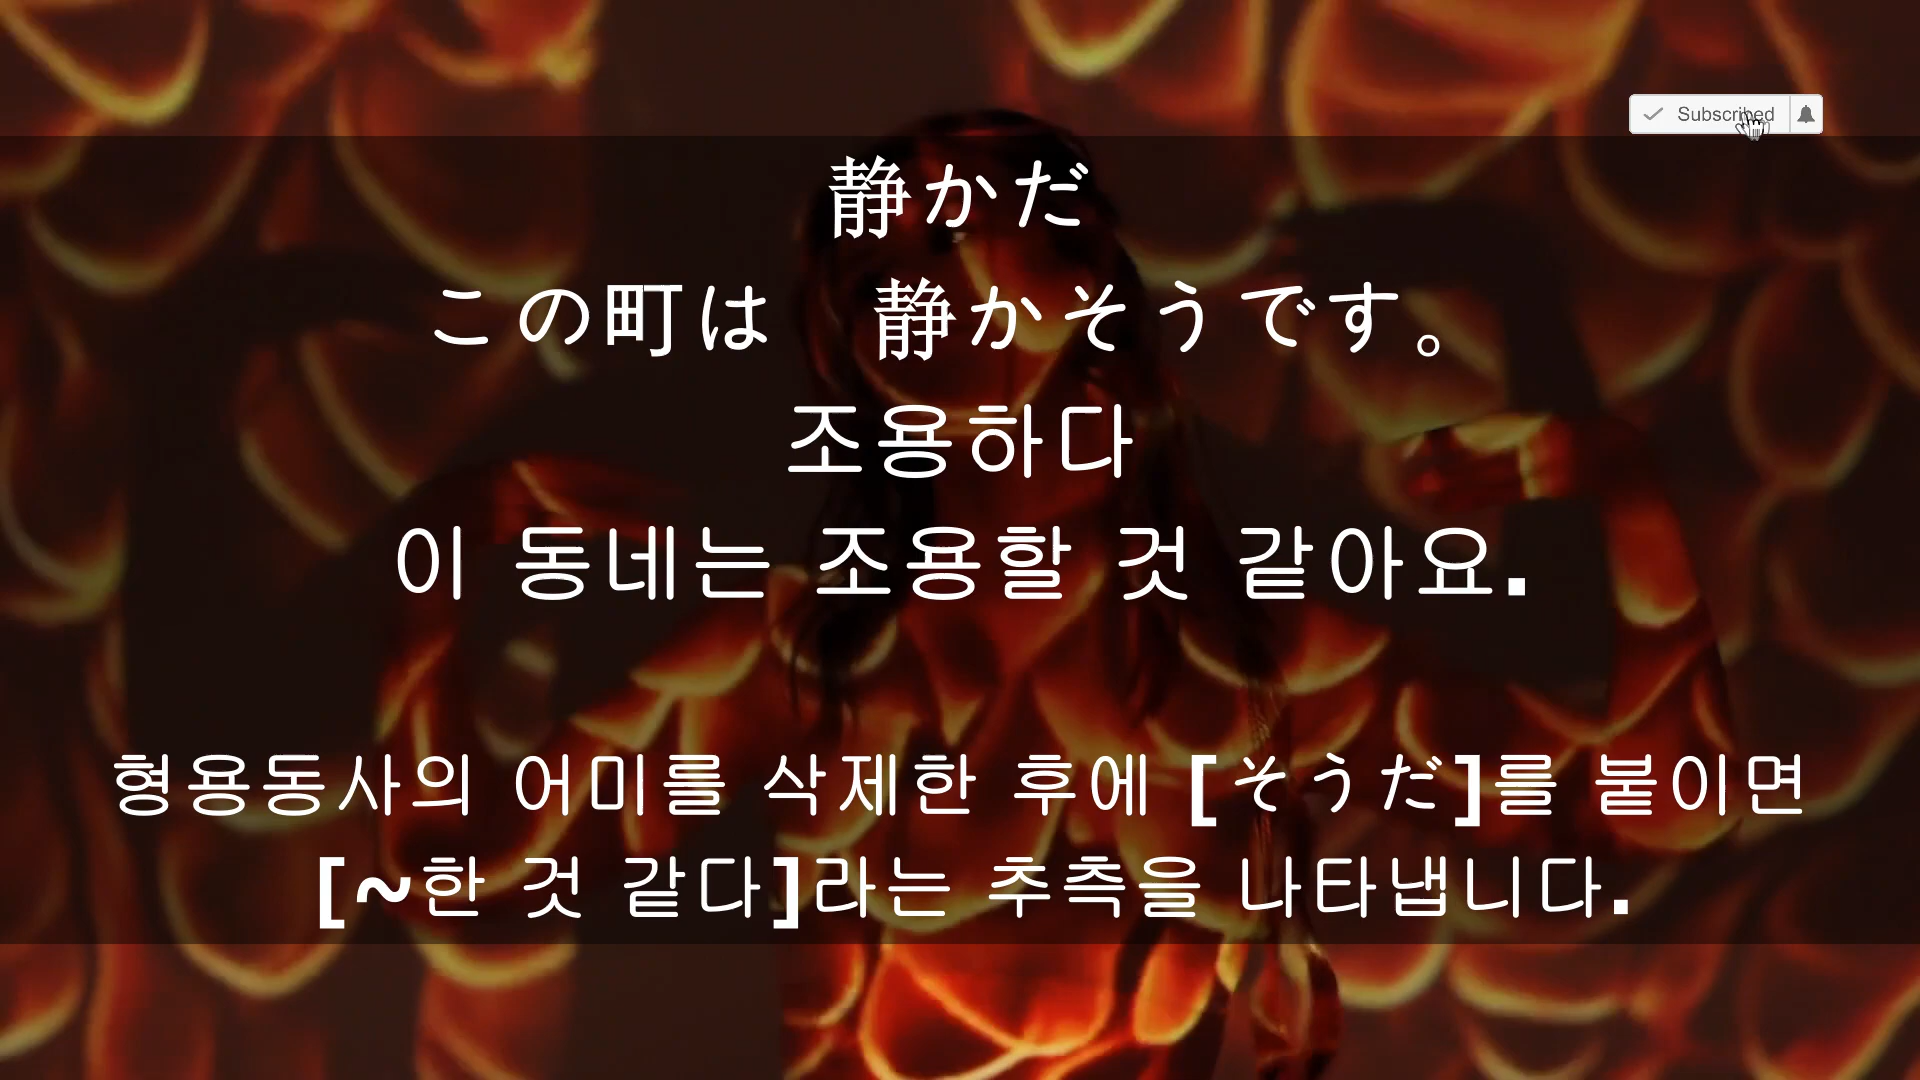 Subscribed
静かだ
この町は　静かそうです。
조용하다
이 동네는 조용할 것 같아요.
형용동사의 어미를 삭제한 후에 [そうだ]를 붙이면
[~한 것 같다]라는 추측을 나타냅니다.